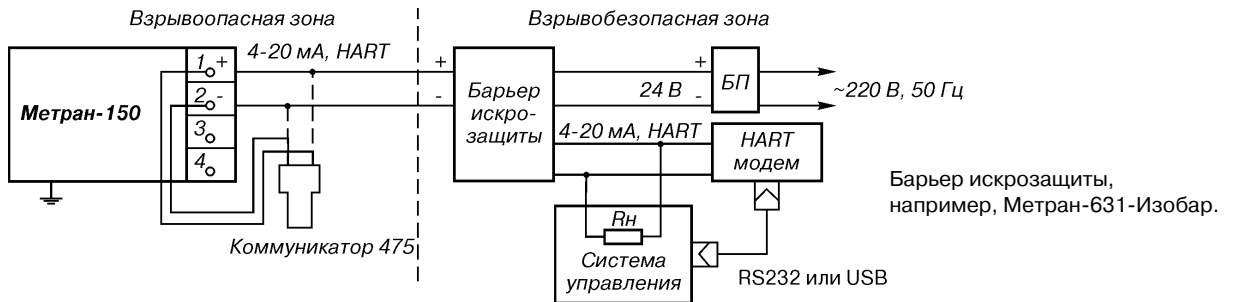 Взрывоопасная зона
Взрывобезопасная зона
4-20 мА, HART
1 +
2 -
3
4
Метран-150
Коммуникатор 475
+
-
Барьер
искро-
защиты
+
24 В
-
БП
~220 В, 50 Гц
4-20 мА, HART
HART
модем
Rн
Система
управления
RS232 или USB
Барьер искрозащиты,
например, Метран-631-Изобар.